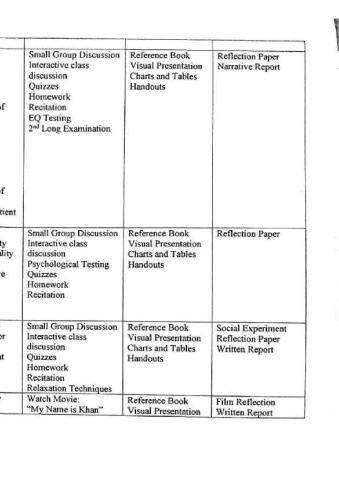 Small Group Discussion
Interactive class
discussion
Quizzes
Homework
Recitation
EQ Testing
2nd Long Examination
Reference Book
Visual Presentation
Charts and Tables
Handouts
Reflection Paper
Narrative Report
of
of
tient
ty
lity
e
Small Group Discussion
Interactive class
discussion
Psychological Testing
Quizzes
Homework
Recitation
Reference Book
Visual Presentation
Charts and Tables
Handouts
Reflection Paper
or
nt
Small Group Discussion
Interactive class
discussion
Quizzes
Homework
Recitation
Relaxation Techniques
Reference Book
Visual Presentation
Charts and Tables
Handouts
Social Experiment
Reflection Paper
Written Report
Watch Movie:
"My Name is Khan"
Reference Book
Visual Presentation
Film Reflection
Written Report